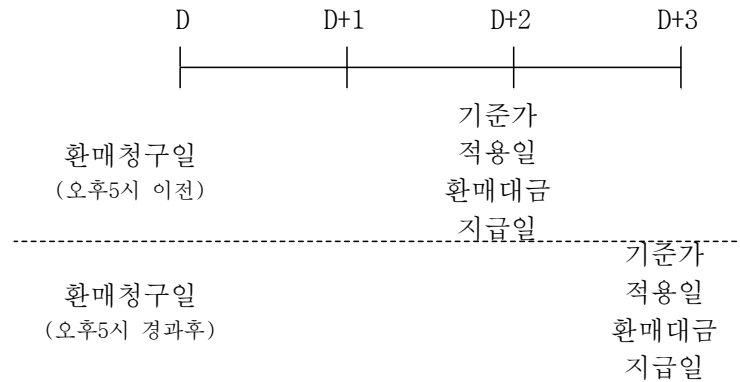 D D+1 D+2 D+3
기준가
적용일
환매대금
지급일
환매청구일
(오후5시 이전)
기준가
적용일
환매대금
지급일
환매청구일
(오후5시 경과후)